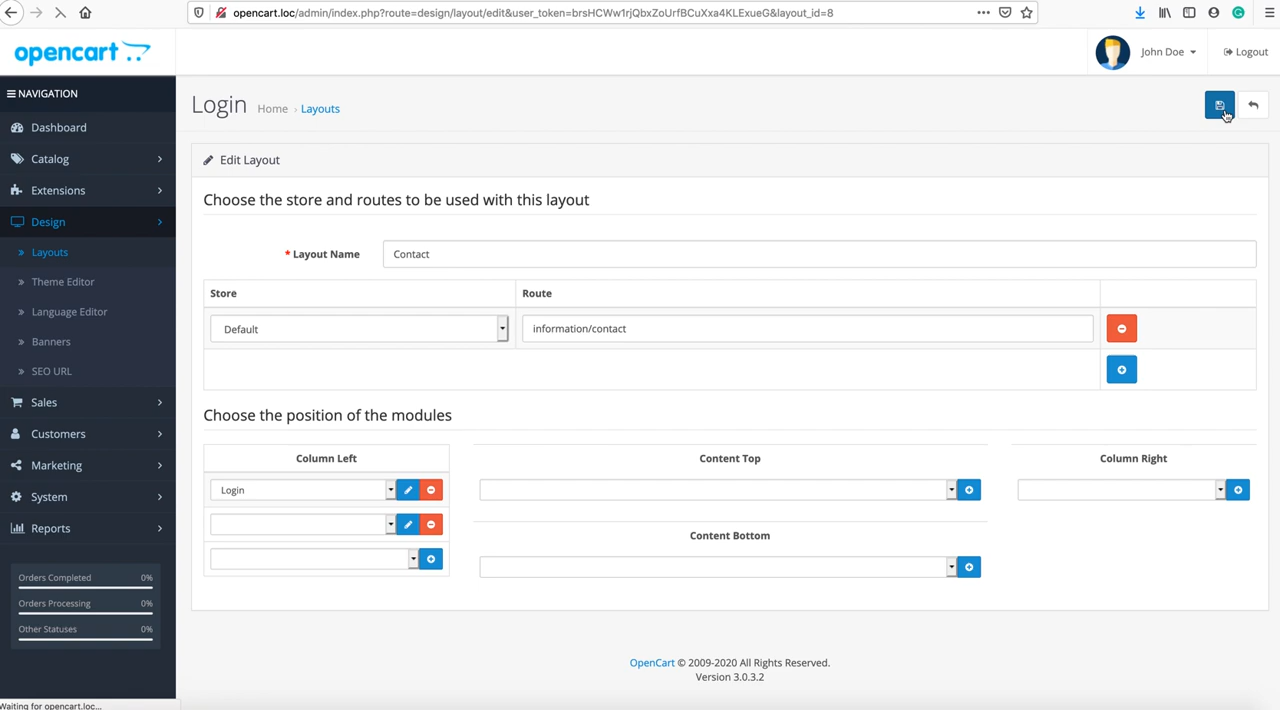 opencart.loc/admin/index.php?route=design/layout/edit&user_token=brsHCWw1rjQbxZoUrfBCuXxa4KLExueG&layout_id=8
opencart
John Doe
Logout
NAVIGATION
Dashboard
Catalog
Extensions
Design
Layouts
Theme Editor
Language Editor
Banners
SEO URL
Sales
Customers
Marketing
System
Reports
Orders Completed 0%
Orders Processing 0%
Other Statuses 0%
Login Home › Layouts
Edit Layout
Choose the store and routes to be used with this layout
* Layout Name Contact
Store Route
Default information/contact
Choose the position of the modules
Column Left Content Top Column Right
Login
Content Bottom
OpenCart © 2009-2020 All Rights Reserved.
Version 3.0.3.2
Waiting for opencart.loc...